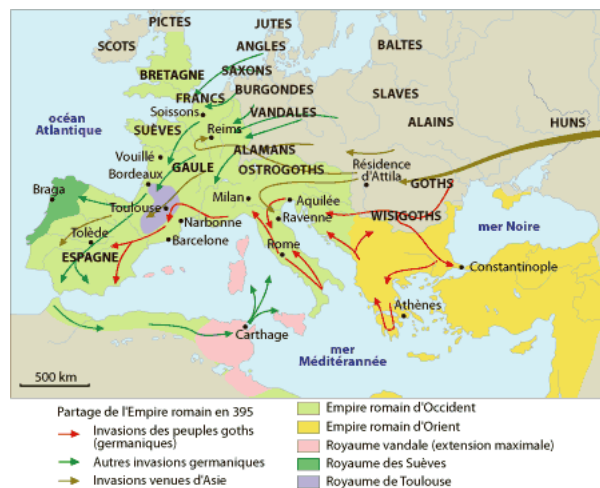 PICTES
JUTES
SCOTS
ANGLES
BALTES
BRETAGNE
SAXONS
BURGONDES
FRANCS
SLAVES
océan
Atlantique
Soissons
VANDALES
SUÈVES
Reims
ALAINS
HUNS
ALAMANS
Vouillé
GAULE
OSTROGOTHS
Résidence
d'Attila
Bordeaux
GOTHS
Braga
Milan
Aquilée
Toulouse
WISIGOTHS
Ravenne
mer Noire
Narbonne
Tolède
Rome
Barcelone
Constantinople
ESPAGNE
Athènes
Carthage
mer
Méditérrannée
500 km
Partage de l'Empire romain en 395
Invasions des peuples goths
(germaniques)
Autres invasions germaniques
Invasions venues d'Asie
Empire romain d'Occident
Empire romain d'Orient
Royaume vandale (extension maximale)
Royaume des Suèves
Royaume de Toulouse